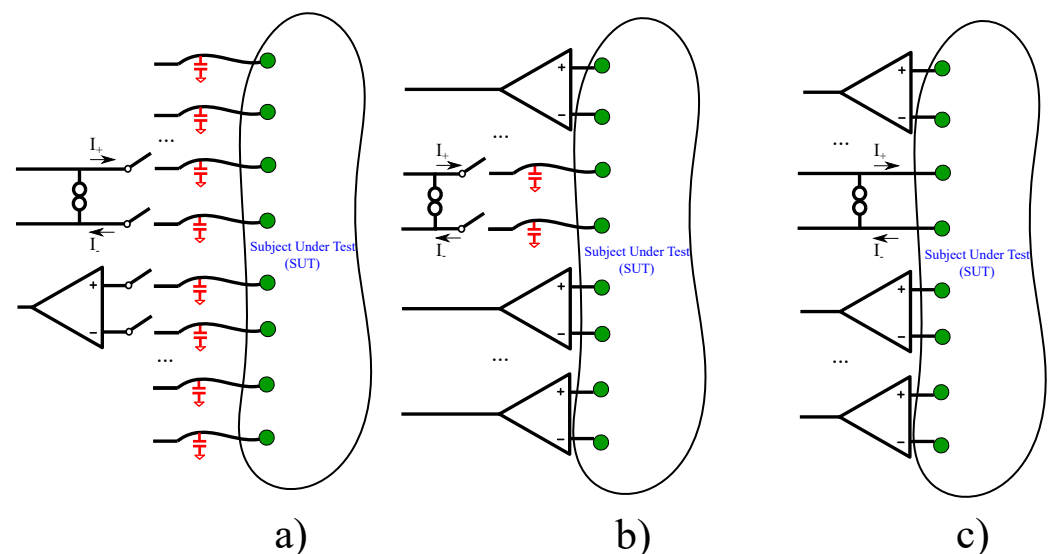 ...
I+
I-
+
−
...
Subject Under Test
(SUT)
a)
+
−
...
I+
I-
Subject Under Test
(SUT)
+
−
...
+
−
b)
+
−
...
I+
I-
Subject Under Test
(SUT)
+
−
...
+
−
c)